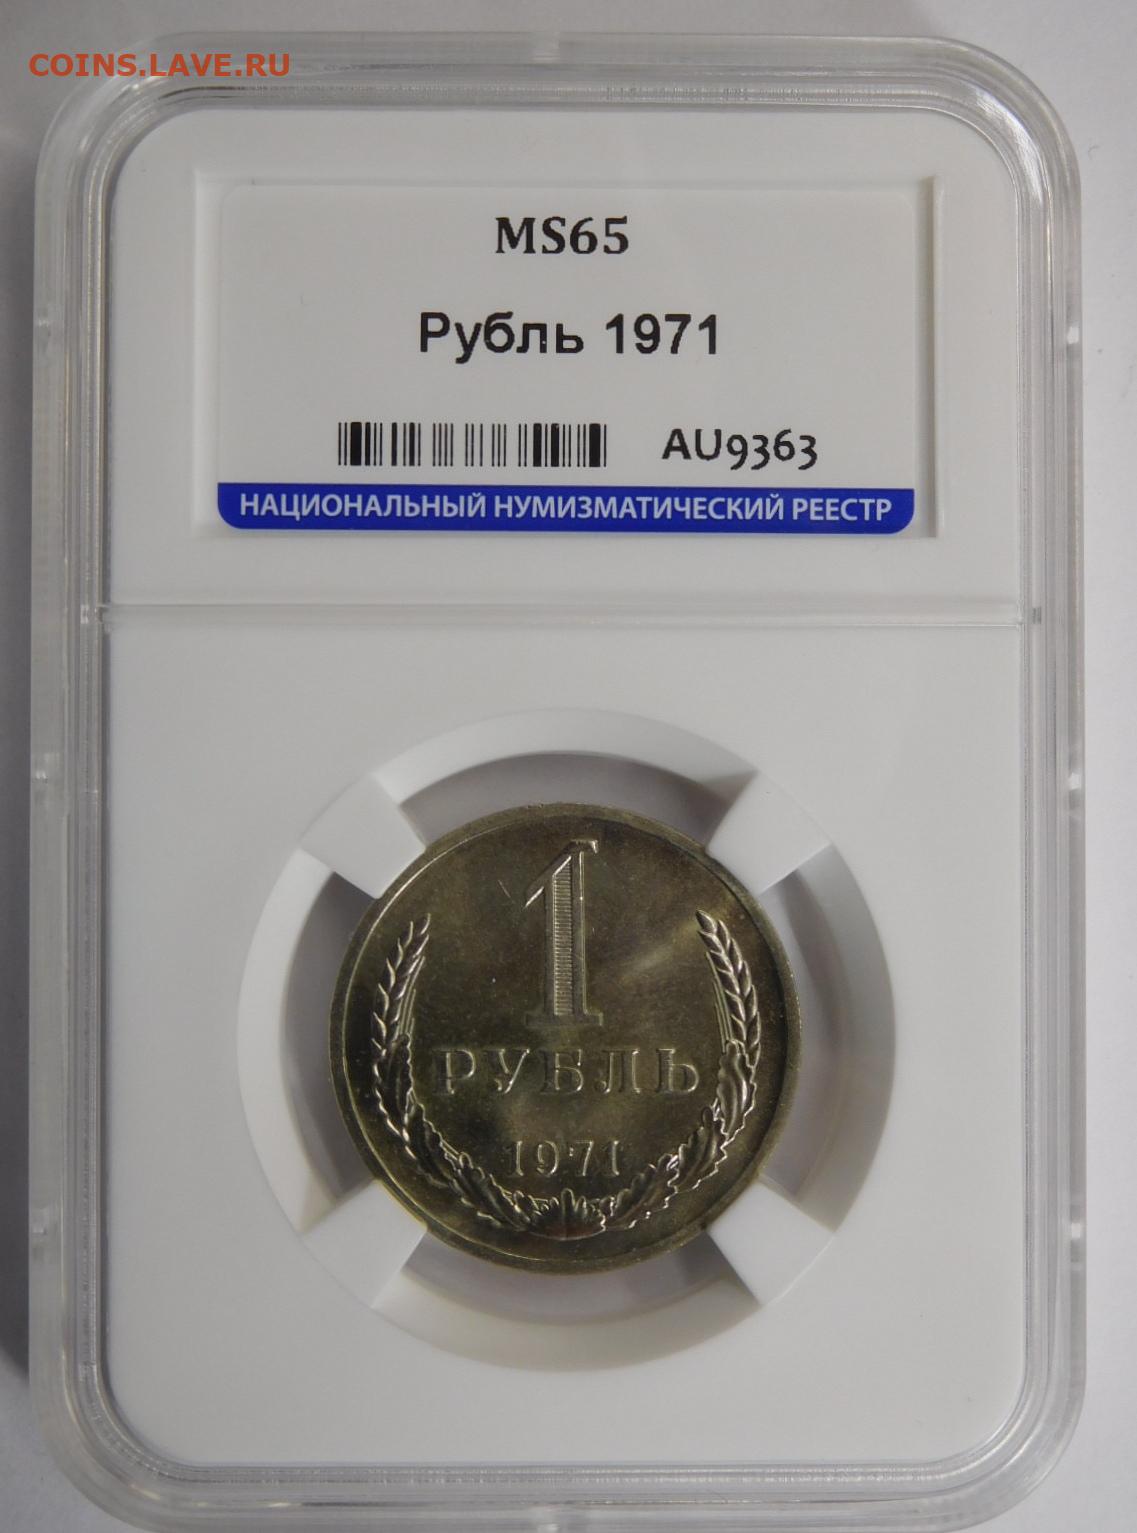 COINS.LAVE.RU
MS65
Рубль 1971
AU9363
НАЦИОНАЛЬНЫЙ НУМИЗМАТИЧЕСКИЙ РЕЕСТР
1
РУБЛЬ
1971